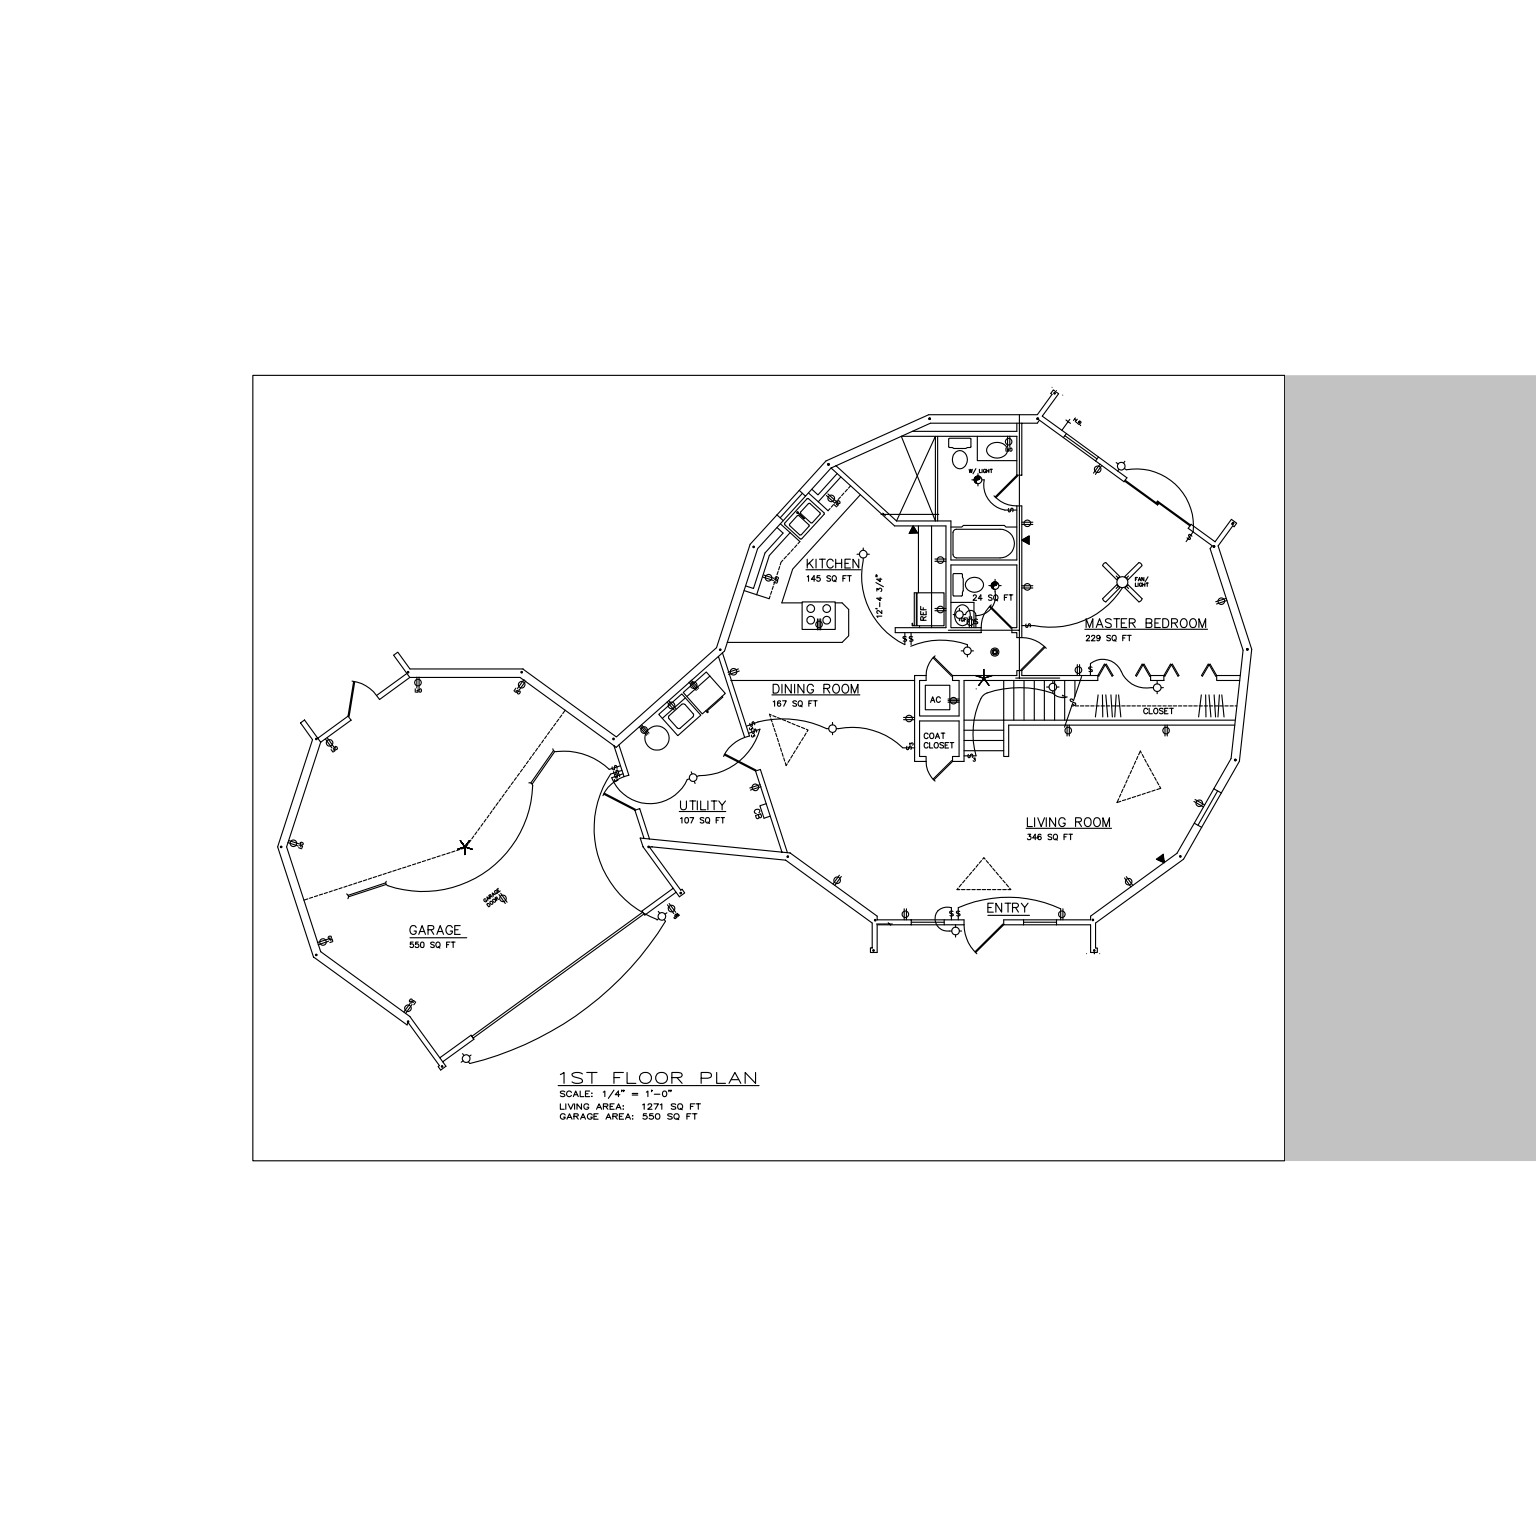 H.B.
W/ LIGHT
KITCHEN
145 SQ FT
12'-4 3/4"
REF
24 SQ FT
FAN/
LIGHT
MASTER BEDROOM
229 SQ FT
DINING ROOM
167 SQ FT
AC
COAT
CLOSET
CLOSET
UTILITY
107 SQ FT
LIVING ROOM
346 SQ FT
GARAGE
DOOR
GARAGE
550 SQ FT
ENTRY
1ST FLOOR PLAN
SCALE: 1/4" = 1'-0"
LIVING AREA: 1271 SQ FT
GARAGE AREA: 550 SQ FT